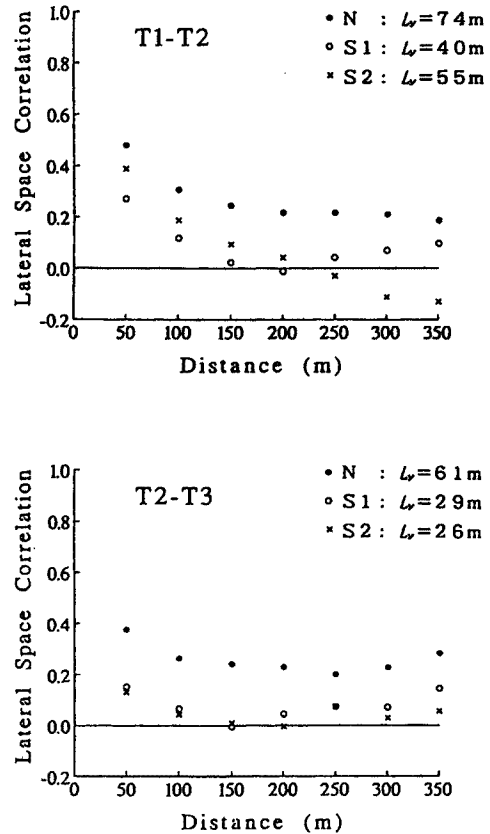 T1-T2
N : Lv=74m
S1 : Lv=40m
S2 : Lv=55m
Lateral Space Correlation
1.0
0.8
0.6
0.4
0.2
0.0
-0.2
0 50 100 150 200 250 300 350
Distance (m)
T2-T3
N : Lv=61m
S1 : Lv=29m
S2 : Lv=26m
Lateral Space Correlation
1.0
0.8
0.6
0.4
0.2
0.0
-0.2
0 50 100 150 200 250 300 350
Distance (m)